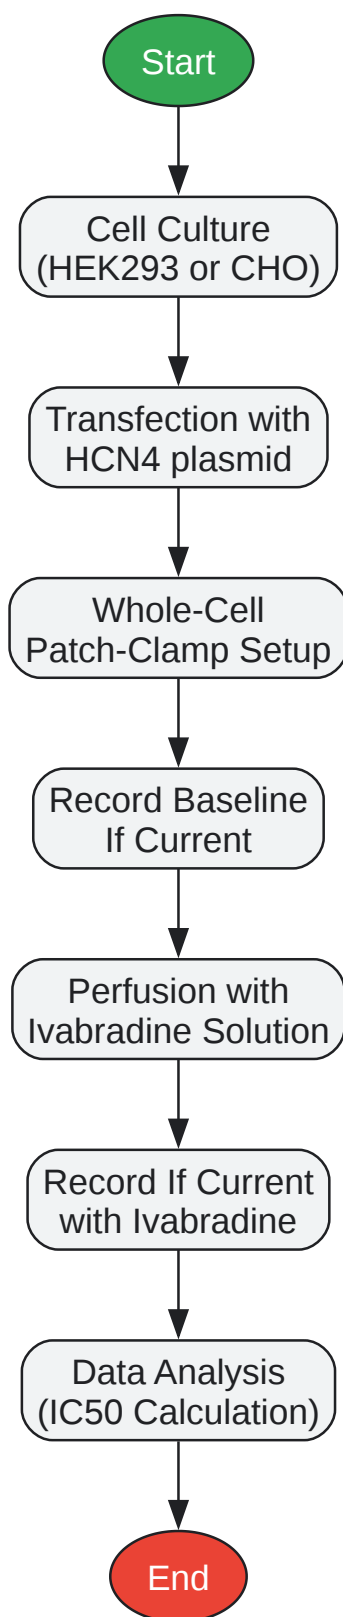 Start
Cell Culture
(HEK293 or CHO)
Transfection with
HCN4 plasmid
Whole-Cell
Patch-Clamp Setup
Record Baseline
If Current
Perfusion with
Ivabradine Solution
Record If Current
with Ivabradine
Data Analysis
(IC50 Calculation)
End